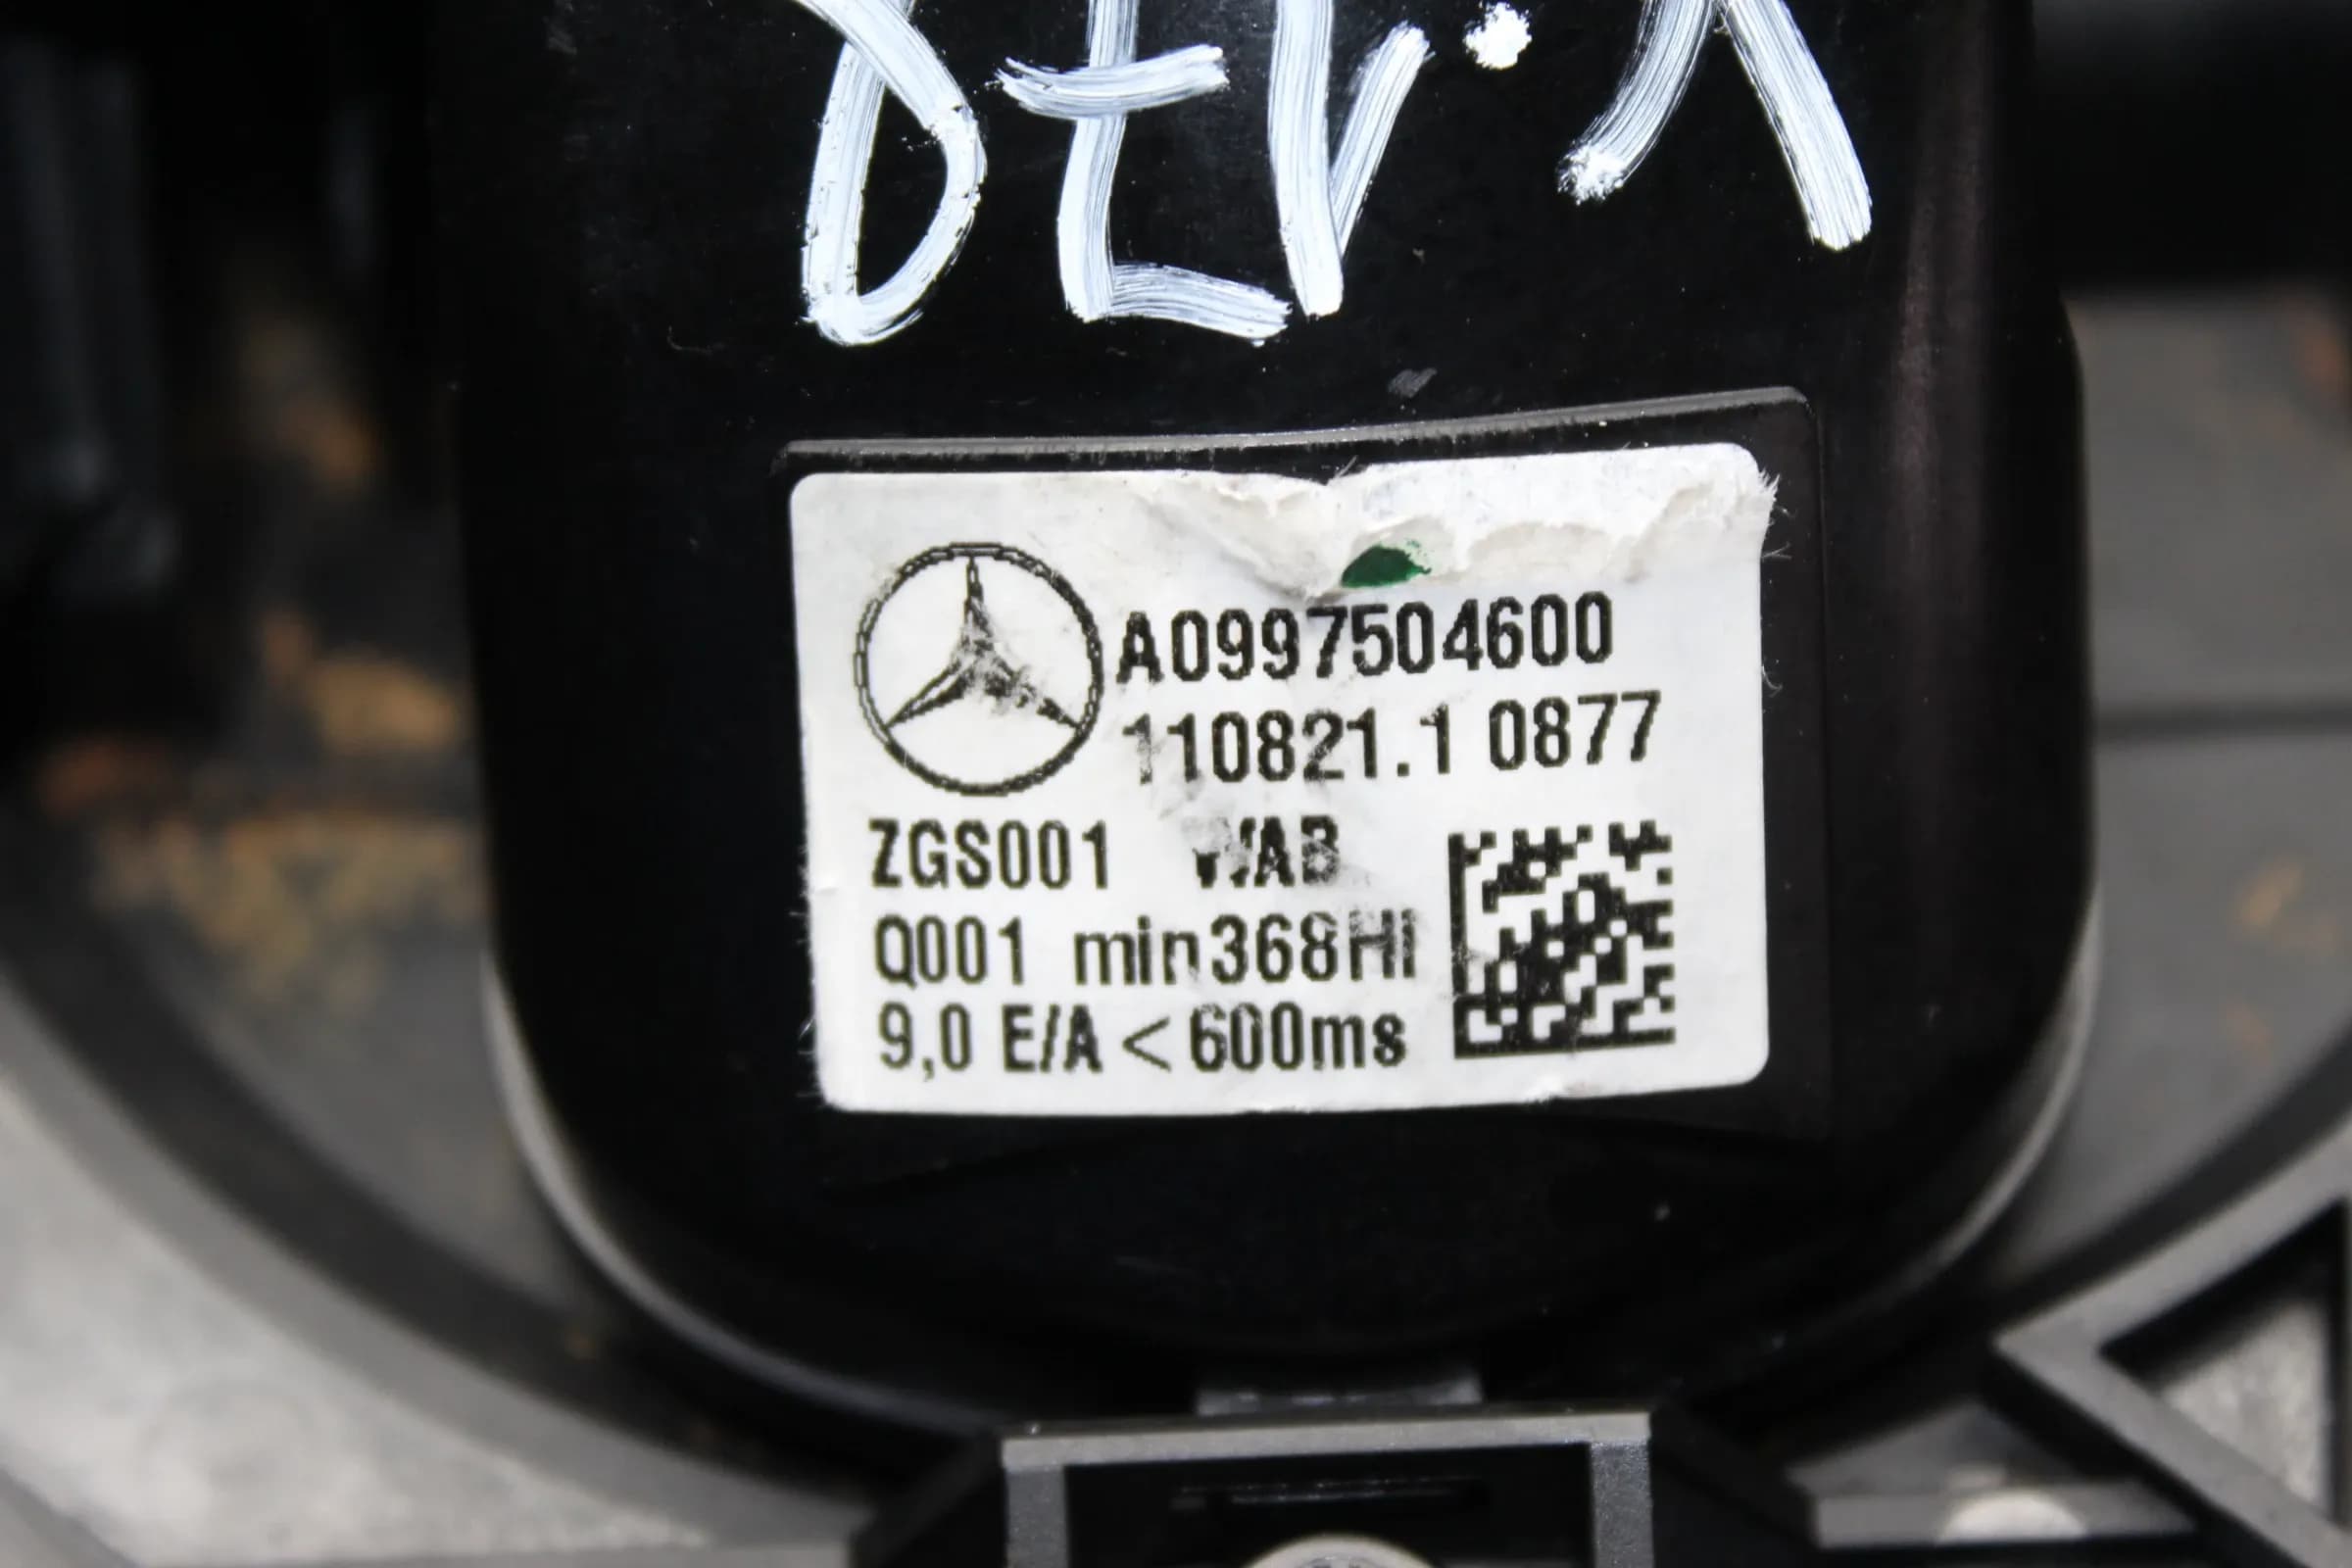 A0997504600
110821.1 0877
ZGS001 WAB
Q001 min368HI
9,0 E/A <600ms